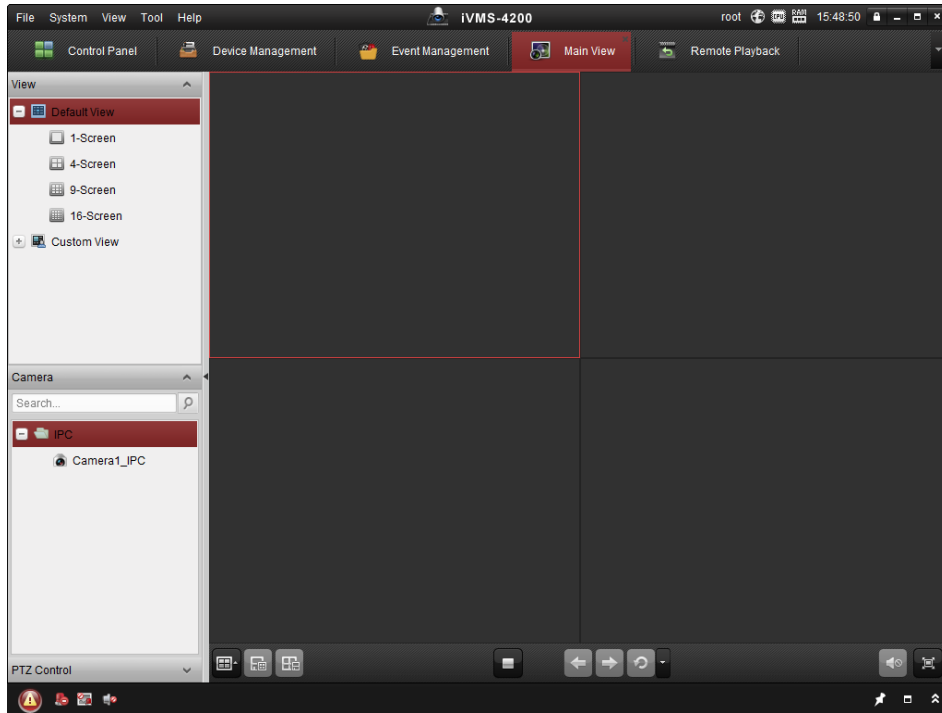 File System View Tool Help iVMS-4200 root CPU RAM 15:48:50
Control Panel Device Management Event Management Main View Remote Playback
View
Default View
1-Screen
4-Screen
9-Screen
16-Screen
Custom View
Camera
Search...
IPC
Camera1_IPC
PTZ Control